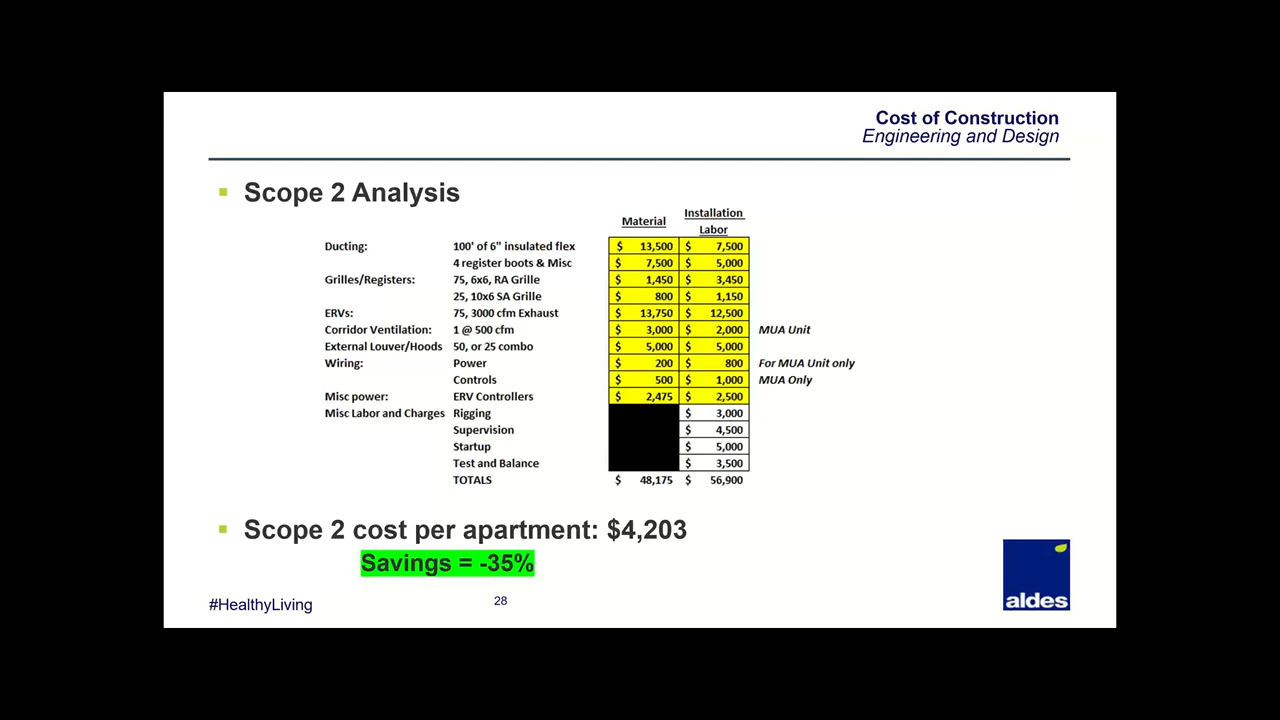 Cost of Construction
Engineering and Design
Scope 2 Analysis
Material Installation Labor
Ducting: 100' of 6" insulated flex $ 13,500 $ 7,500
4 register boots & Misc $ 7,500 $ 5,000
Grilles/Registers: 75, 6x6, RA Grille $ 1,450 $ 3,450
25, 10x6 SA Grille $ 800 $ 1,150
ERVs: 75, 3000 cfm Exhaust $ 13,750 $ 12,500
Corridor Ventilation: 1 @ 500 cfm $ 3,000 $ 2,000 MUA Unit
External Louver/Hoods 50, or 25 combo $ 5,000 $ 5,000
Wiring: Power $ 200 $ 800 For MUA Unit only
Controls $ 500 $ 1,000 MUA Only
Misc power: ERV Controllers $ 2,475 $ 2,500
Misc Labor and Charges Rigging $ 3,000
Supervision $ 4,500
Startup $ 5,000
Test and Balance $ 3,500
TOTALS $ 48,175 $ 56,900
Scope 2 cost per apartment: $4,203
Savings = -35%
#HealthyLiving
28
aldes